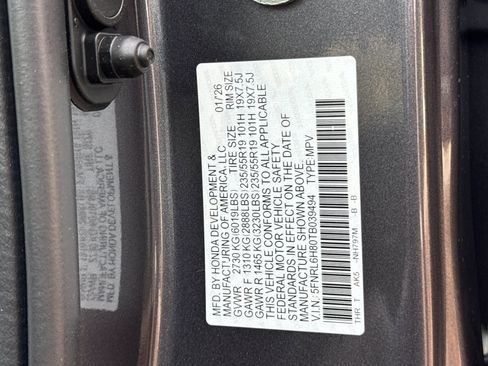 MFD. BY HONDA DEVELOPMENT &
MANUFACTURING OF AMERICA, LLC. 01/'26
TIRE SIZE RIM SIZE
GVWR 2730 KG(6019LBS)
GAWR F 1310 KG(2888LBS) 235/55R19 101H 19X7.5J
GAWR R 1465 KG(3230LBS) 235/55R19 101H 19X7.5J
THIS VEHICLE CONFORMS TO ALL APPLICABLE
FEDERAL MOTOR VEHICLE SAFETY
STANDARDS IN EFFECT ON THE DATE OF
MANUFACTURE SHOWN ABOVE.
V.I.N.: 5FNRL6H80TB039494 TYPE:MPV
THR T AK5 -NH797M -B -B